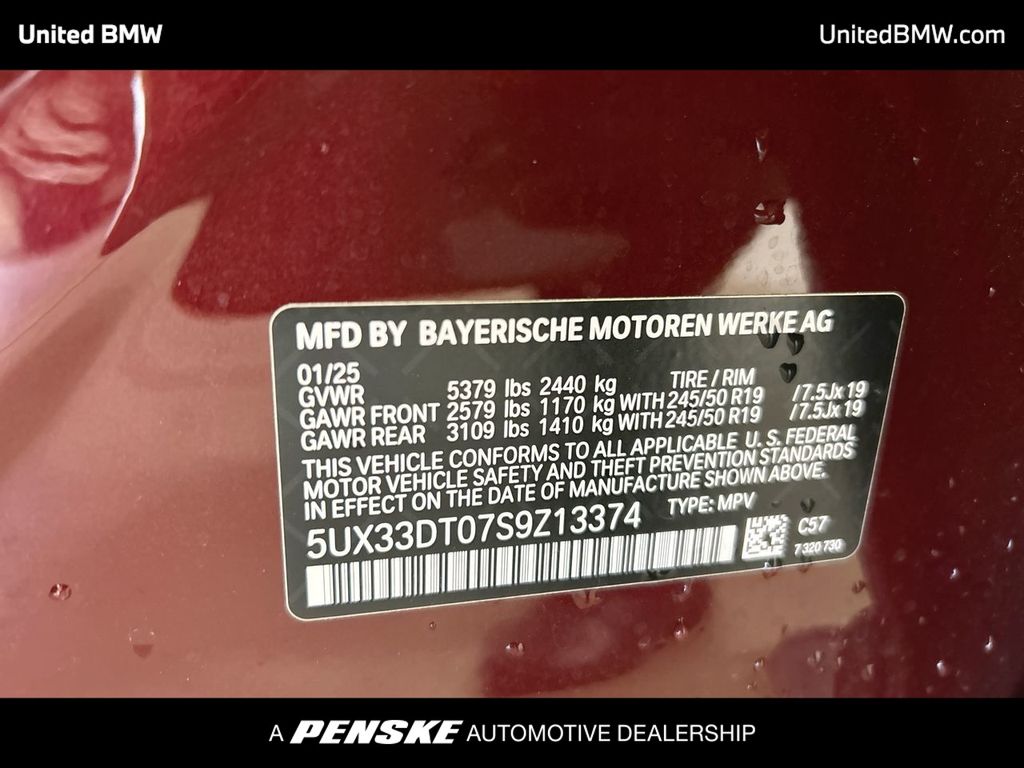 United BMW
UnitedBMW.com
MFD BY BAYERISCHE MOTOREN WERKE AG
01/25
TIRE / RIM
GVWR 5379 lbs 2440 kg
GAWR FRONT 2579 lbs 1170 kg WITH 245/50 R19 /7.5Jx19
GAWR REAR 3109 lbs 1410 kg WITH 245/50 R19 /7.5Jx19
THIS VEHICLE CONFORMS TO ALL APPLICABLE U. S. FEDERAL
MOTOR VEHICLE SAFETY AND THEFT PREVENTION STANDARDS
IN EFFECT ON THE DATE OF MANUFACTURE SHOWN ABOVE.
5UX33DT07S9Z13374
TYPE: MPV
C57
7 320 730
A PENSKE AUTOMOTIVE DEALERSHIP